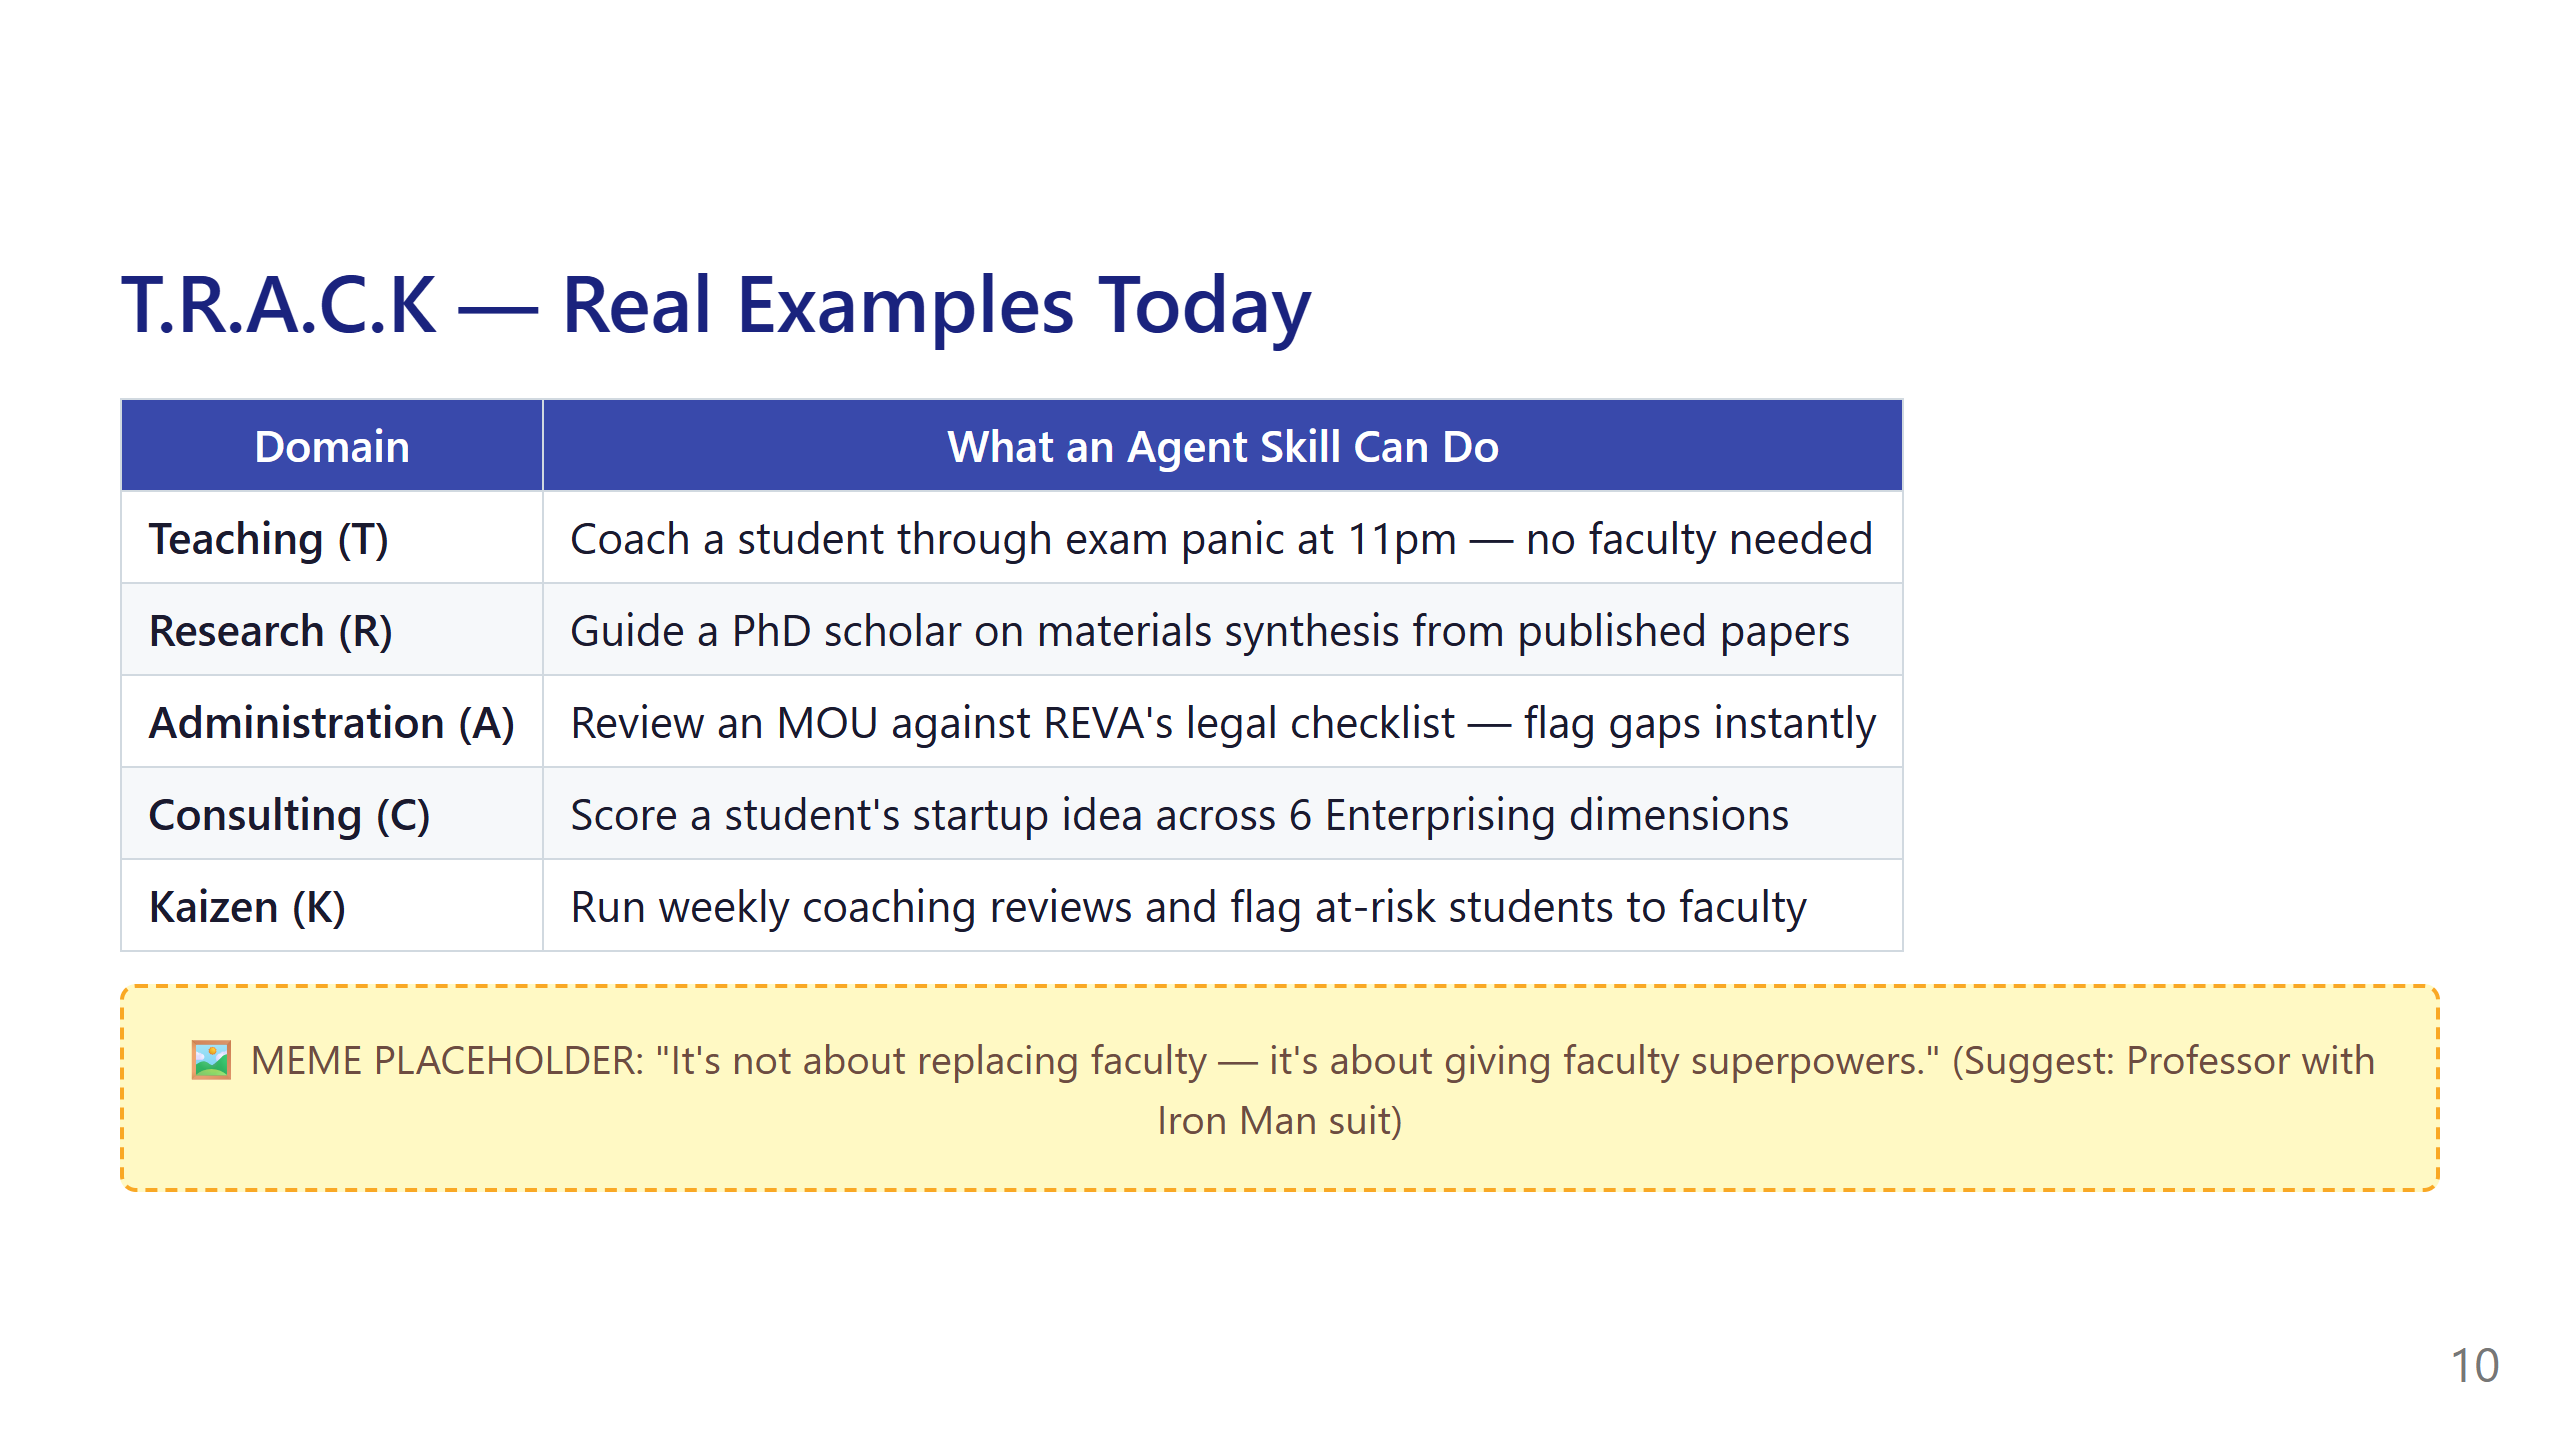 T.R.A.C.K — Real Examples Today
Domain What an Agent Skill Can Do
Teaching (T) Coach a student through exam panic at 11pm — no faculty needed
Research (R) Guide a PhD scholar on materials synthesis from published papers
Administration (A) Review an MOU against REVA's legal checklist — flag gaps instantly
Consulting (C) Score a student's startup idea across 6 Enterprising dimensions
Kaizen (K) Run weekly coaching reviews and flag at-risk students to faculty
MEME PLACEHOLDER: "It's not about replacing faculty — it's about giving faculty superpowers." (Suggest: Professor with
Iron Man suit)
10